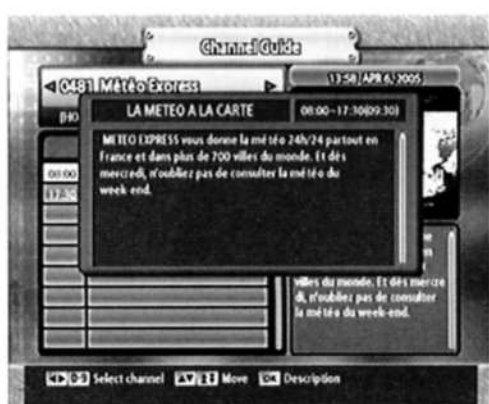 Channel Guide
0481 Météo Exoress
13:58 APR 6, 2005
LA METEO A LA CARTE 08:00~17:30(09:30)
METEO EXPRESS vous donne la météo 24h/24 partout en
France et dans plus de 700 villes du monde. Et dès
mercredi, n'oubliez pas de consulter la météo du
week-end.
08:00
17:30
villes du monde. Et dès mercre
di, n'oubliez pas de consulter
la météo du week-end.
Select channel Move OK Description